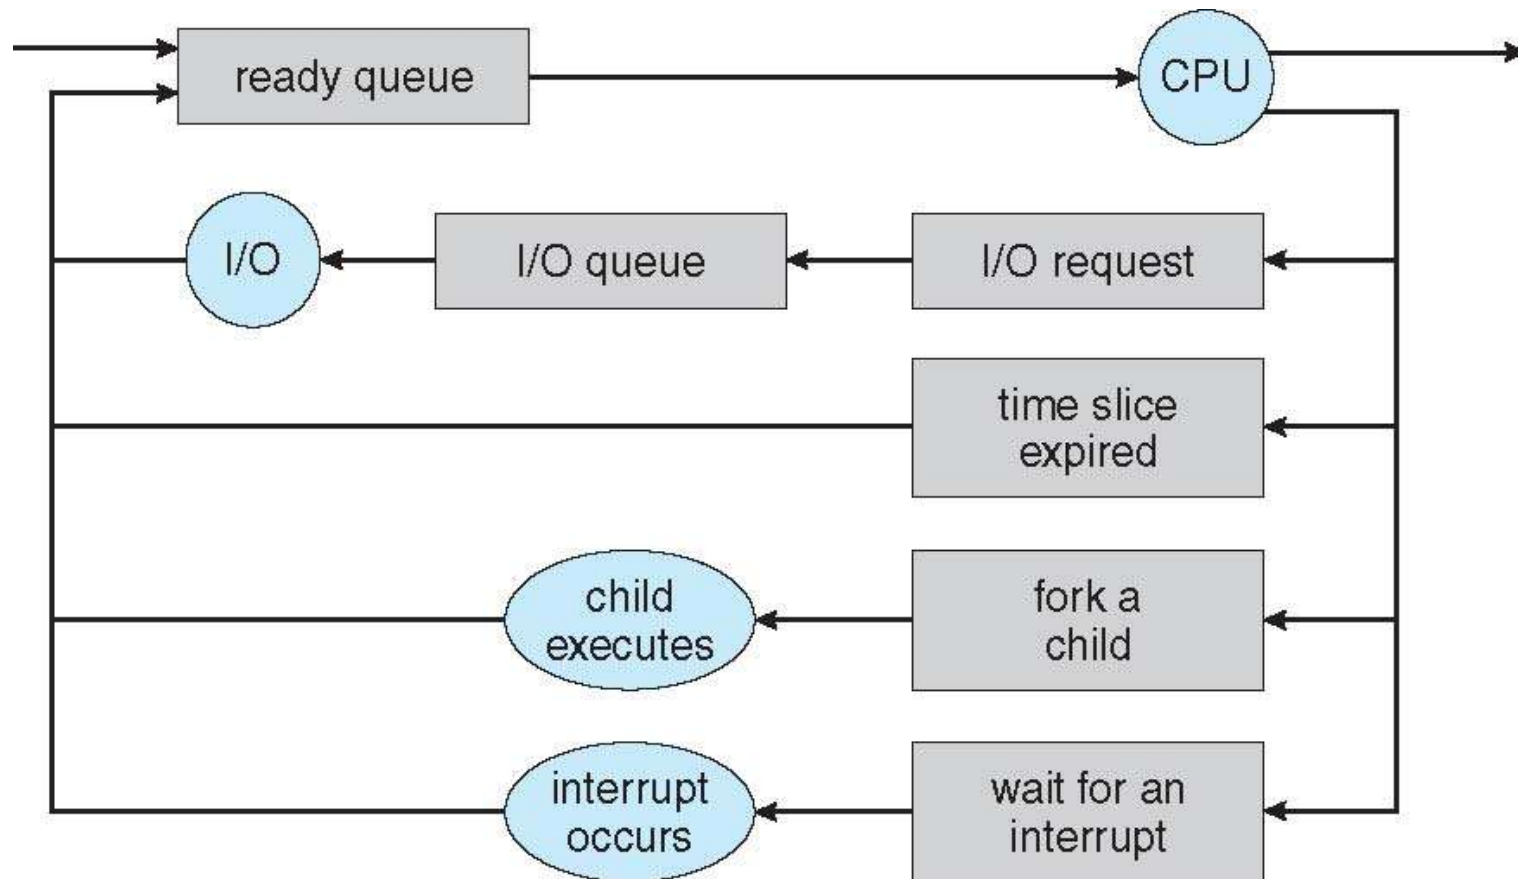 ready queue
CPU
I/O
I/O queue
I/O request
time slice
expired
child
executes
fork a
child
interrupt
occurs
wait for an
interrupt